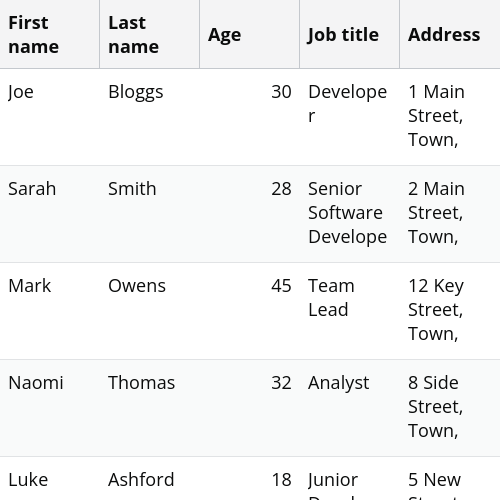 First name	Last name	Age	Job title	Address
Joe	Bloggs	30	Develope
r	1 Main
Street,
Town,
Sarah	Smith	28	Senior
Software
Develope	2 Main
Street,
Town,
Mark	Owens	45	Team
Lead	12 Key
Street,
Town,
Naomi	Thomas	32	Analyst	8 Side
Street,
Town,
Luke	Ashford	18	Junior	5 New